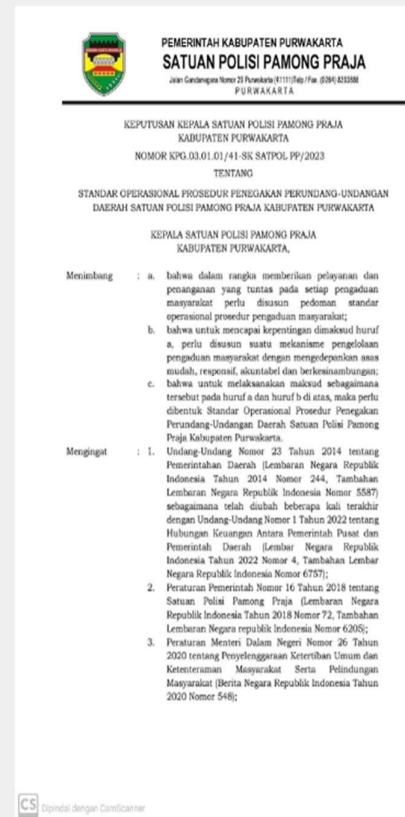 PEMERINTAH KABUPATEN PURWAKARTA
SATUAN POLISI PAMONG PRAJA
Jalan Gandanegara Nomor 25 Purwakarta (41111)Telp / Fax. (0264)
PURWAKARTA
KEPUTUSAN KEPALA SATUAN POLISI PAMONG PRAJA
KABUPATEN PURWAKARTA
NOMOR KPG.03.01.01/41-SK SATPOL PP/2023
TENTANG
STANDAR OPERASIONAL PROSEDUR PENEGAKAN PERUNDANG-UNDANGAN
DAERAH SATUAN POLISI PAMONG PRAJA KABUPATEN PURWAKARTA
KEPALA SATUAN POLISI PAMONG PRAJA
KABUPATEN PURWAKARTA,
Menimbang : a. bahwa dalam rangka memberikan pelayanan dan
penanganan yang tuntas pada setiap pengaduan
masyarakat perlu disusun pedoman standar
operasional prosedur pengaduan masyarakat;
b. bahwa untuk mencapai kepentingan dimaksud huruf
a, perlu disusun suatu mekanisme pengelolaan
pengaduan masyarakat dengan mengedepankan asas
mudah, responsif, akuntabel dan berkesinambungan;
c. bahwa untuk melaksanakan maksud sebagaimana
tersebut pada huruf a dan huruf b di atas, maka perlu
dibentuk Standar Operasional Prosedur Penegakan
Perundang-Undangan Daerah Satuan Polisi Pamong
Praja Kabupaten Purwakarta.
Mengingat : 1. Undang-Undang Nomor 23 Tahun 2014 tentang
Pemerintahan Daerah (Lembaran Negara Republik
Indonesia Tahun 2014 Nomor 244, Tambahan
Lembaran Negara Republik Indonesia Nomor 5587)
sebagaimana telah diubah beberapa kali terakhir
dengan Undang-Undang Nomor 1 Tahun 2022 tentang
Hubungan Keuangan Antara Pemerintah Pusat dan
Pemerintah Daerah (Lembar Negara Republik
Indonesia Tahun 2022 Nomor 4, Tambahan Lembar
Negara Republik Indonesia Nomor 6757);
2. Peraturan Pemerintah Nomor 16 Tahun 2018 tentang
Satuan Polisi Pamong Praja (Lembaran Negara
Republik Indonesia Tahun 2018 Nomor 72, Tambahan
Lembaran Negara republik Indonesia Nomor 6205);
3. Peraturan Menteri Dalam Negeri Nomor 26 Tahun
2020 tentang Penyelenggaraan Ketertiban Umum dan
Ketenteraman Masyarakat Serta Pelindungan
Masyarakat (Berita Negara Republik Indonesia Tahun
2020 Nomor 548);
CS Dipindai dengan CamScanner